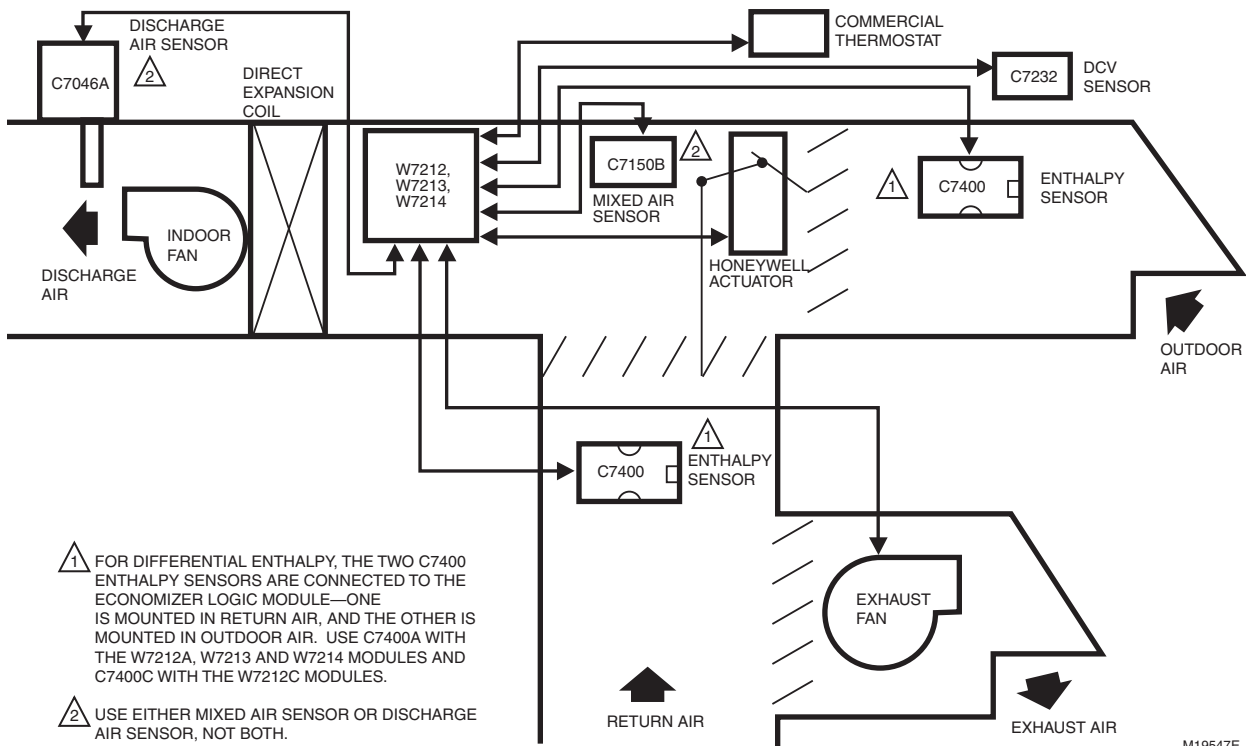 DISCHARGE
AIR SENSOR
2
C7046A
DIRECT
EXPANSION
COIL
COMMERCIAL
THERMOSTAT
C7232
DCV
SENSOR
W7212,
W7213,
W7214
C7150B
2
MIXED AIR
SENSOR
1
C7400
ENTHALPY
SENSOR
INDOOR
FAN
DISCHARGE
AIR
HONEYWELL
ACTUATOR
OUTDOOR
AIR
1
C7400
ENTHALPY
SENSOR
EXHAUST
FAN
RETURN AIR
EXHAUST AIR
1 FOR DIFFERENTIAL ENTHALPY, THE TWO C7400
ENTHALPY SENSORS ARE CONNECTED TO THE
ECONOMIZER LOGIC MODULE—ONE
IS MOUNTED IN RETURN AIR, AND THE OTHER IS
MOUNTED IN OUTDOOR AIR. USE C7400A WITH
THE W7212A, W7213 AND W7214 MODULES AND
C7400C WITH THE W7212C MODULES.
2 USE EITHER MIXED AIR SENSOR OR DISCHARGE
AIR SENSOR, NOT BOTH.